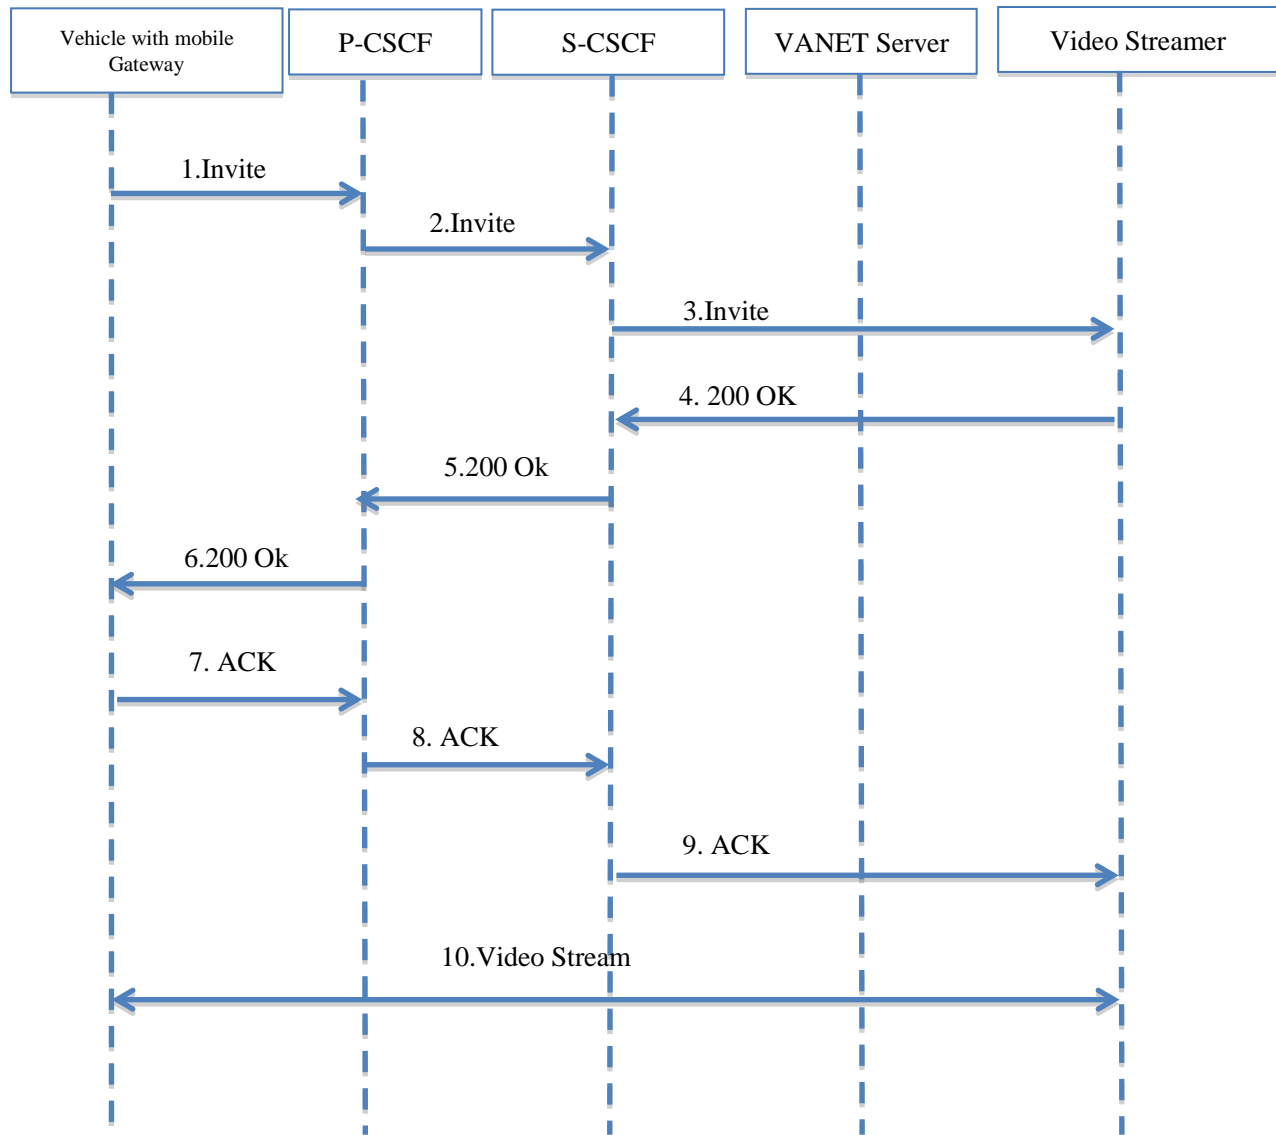 Vehicle with mobile
Gateway
P-CSCF
S-CSCF
VANET Server
Video Streamer
1.Invite
2.Invite
3.Invite
4. 200 OK
5.200 Ok
6.200 Ok
7. ACK
8. ACK
9. ACK
10.Video Stream